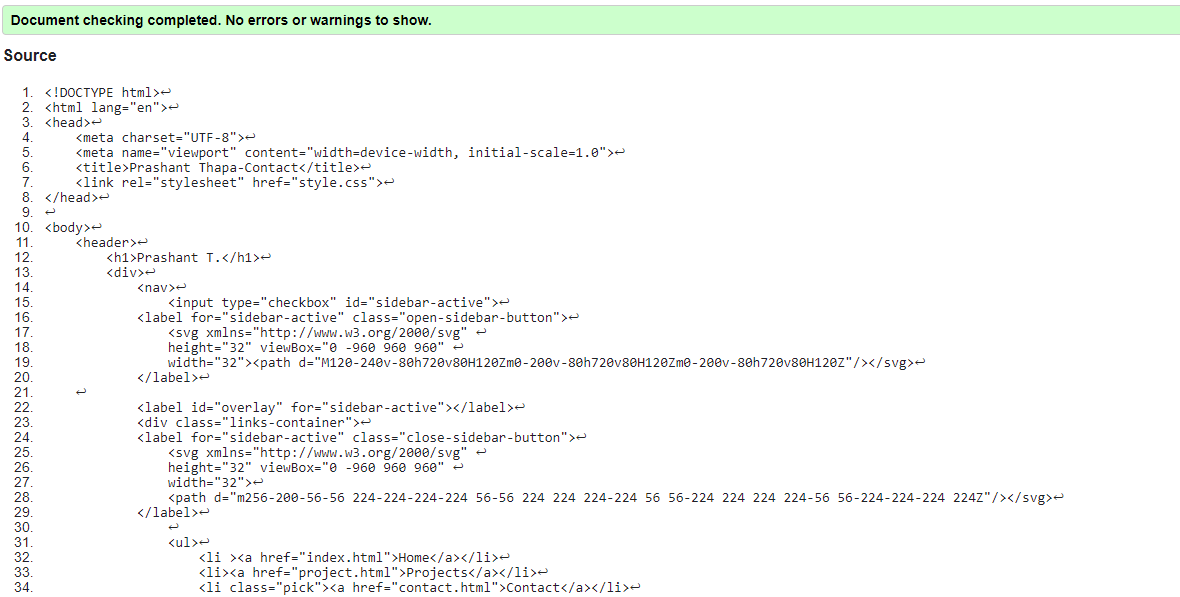 Document checking completed. No errors or warnings to show.
Source
1. <!DOCTYPE html>↩
2. <html lang="en">↩
3. <head>↩
4.     <meta charset="UTF-8">↩
5.     <meta name="viewport" content="width=device-width, initial-scale=1.0">↩
6.     <title>Prashant Thapa-Contact</title>↩
7.     <link rel="stylesheet" href="style.css">↩
8. </head>↩
9. ↩
10. <body>↩
11.     <header>↩
12.         <h1>Prashant T.</h1>↩
13.         <div>↩
14.             <nav>↩
15.                 <input type="checkbox" id="sidebar-active">↩
16.             <label for="sidebar-active" class="open-sidebar-button">↩
17.                 <svg xmlns="http://www.w3.org/2000/svg" ↩
18.                 height="32" viewBox="0 -960 960 960" ↩
19.                 width="32"><path d="M120-240v-80h720v80H120Zm0-200v-80h720v80H120Zm0-200v-80h720v80H120Z"/></svg>↩
20.             </label>↩
21.     ↩
22.             <label id="overlay" for="sidebar-active"></label>↩
23.             <div class="links-container">↩
24.             <label for="sidebar-active" class="close-sidebar-button">↩
25.                 <svg xmlns="http://www.w3.org/2000/svg" ↩
26.                 height="32" viewBox="0 -960 960 960" ↩
27.                 width="32">↩
28.                 <path d="m256-200-56-56 224-224-224-224 56-56 224 224 224-224 56 56-224 224 224 224-56 56-224-224-224 224Z"/></svg>↩
29.             </label>↩
30.                 ↩
31.                 <ul>↩
32.                     <li ><a href="index.html">Home</a></li>↩
33.                     <li><a href="project.html">Projects</a></li>↩
34.                     <li class="pick"><a href="contact.html">Contact</a></li>↩